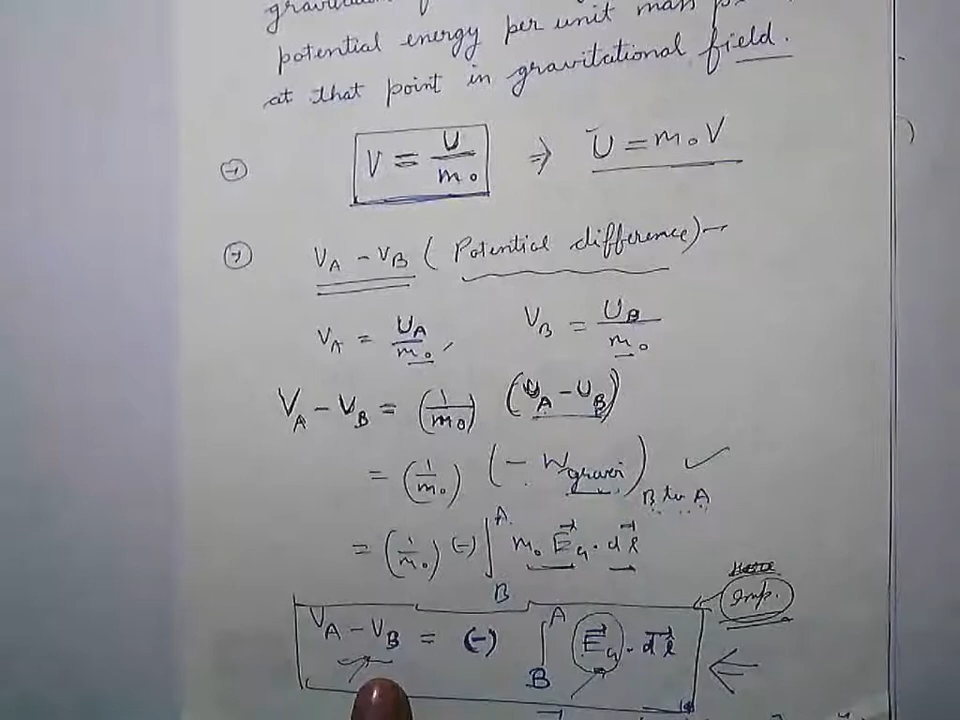 potential energy per unit mass
at that point in gravitational field.
→ V = U/m₀ ⇒ U = m₀V
→ V_A - V_B ( Potential difference) -
V_A = U_A/m₀, V_B = U_B/m₀
V_A - V_B = (1/m₀) (U_A - U_B)
= (1/m₀) (- W gravi) B to A ✓
= (1/m₀) (-) ∫_B^A m₀ E⃗_G · dl⃗
Imp.
V_A - V_B = (-) ∫_B^A E⃗_G · dl⃗